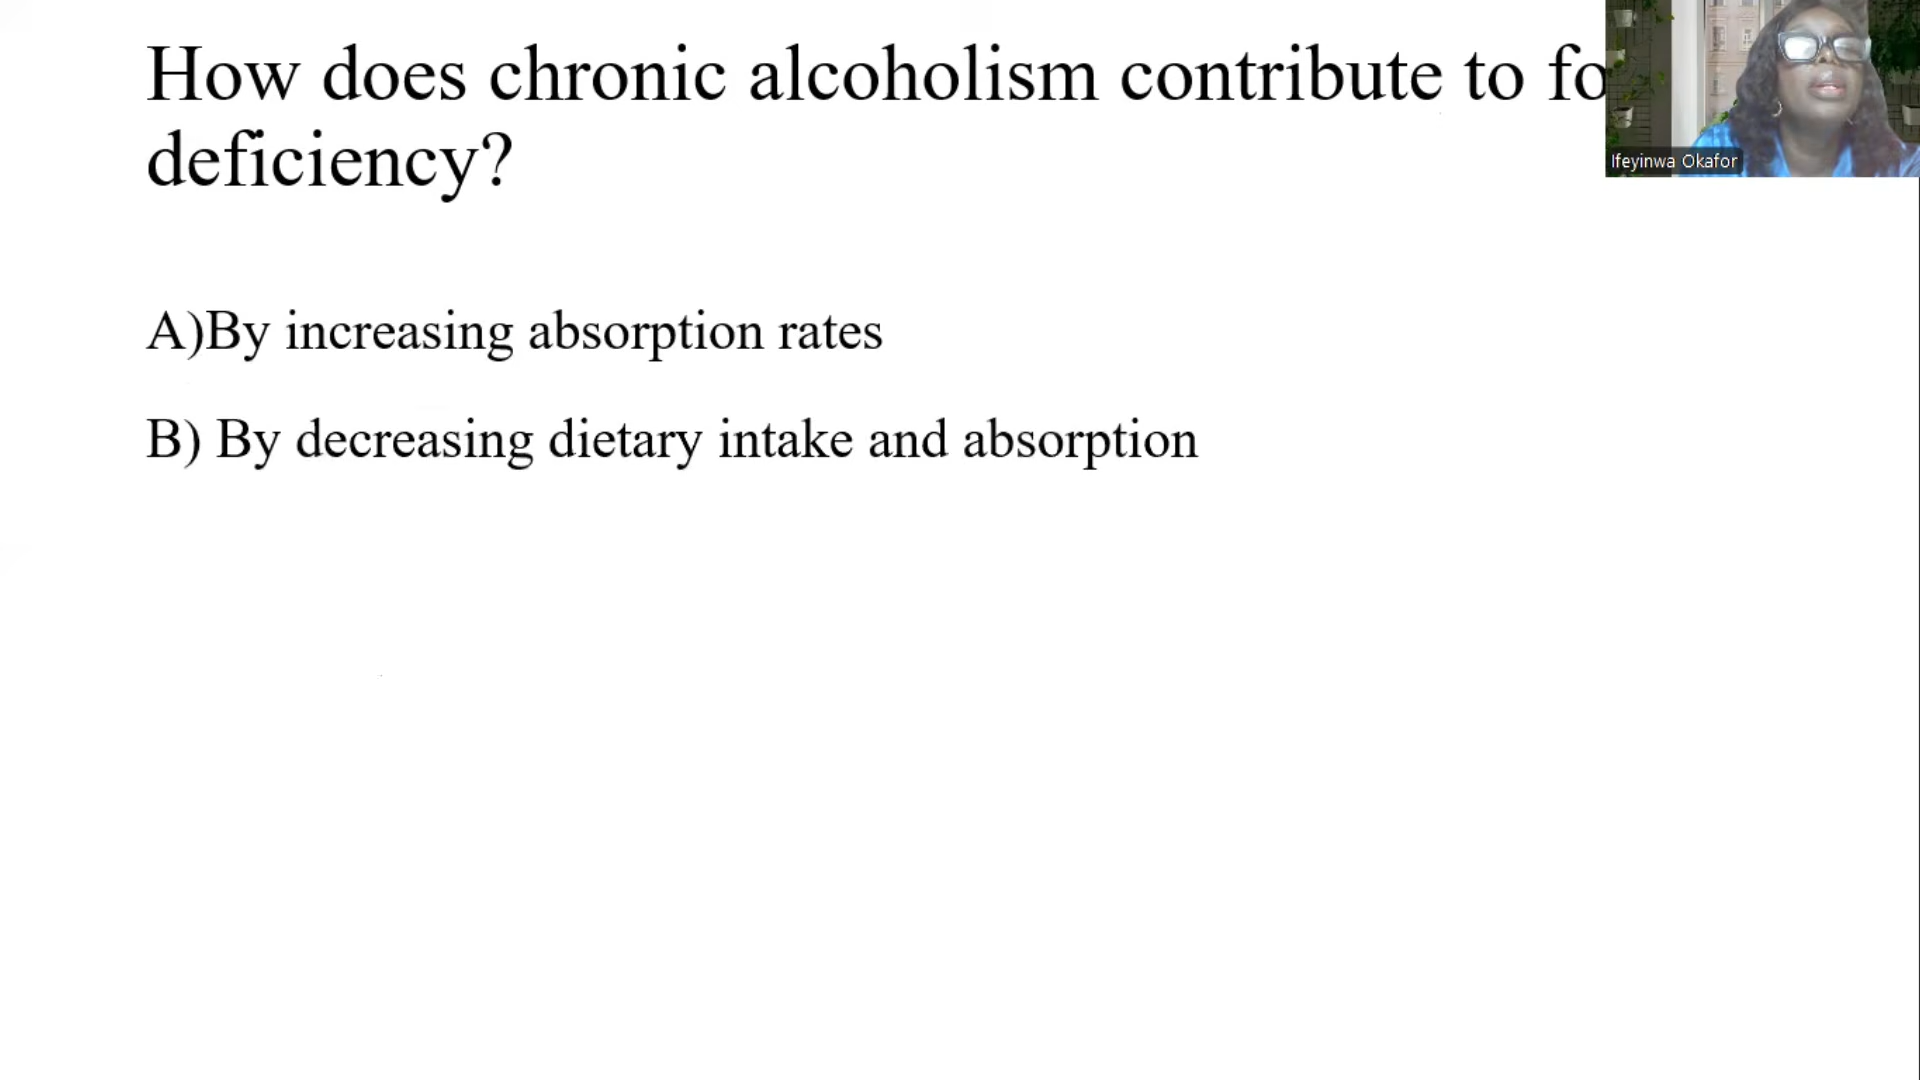 How does chronic alcoholism contribute to
deficiency?
Ifeyinwa Okafor
A)By increasing absorption rates
B) By decreasing dietary intake and absorption